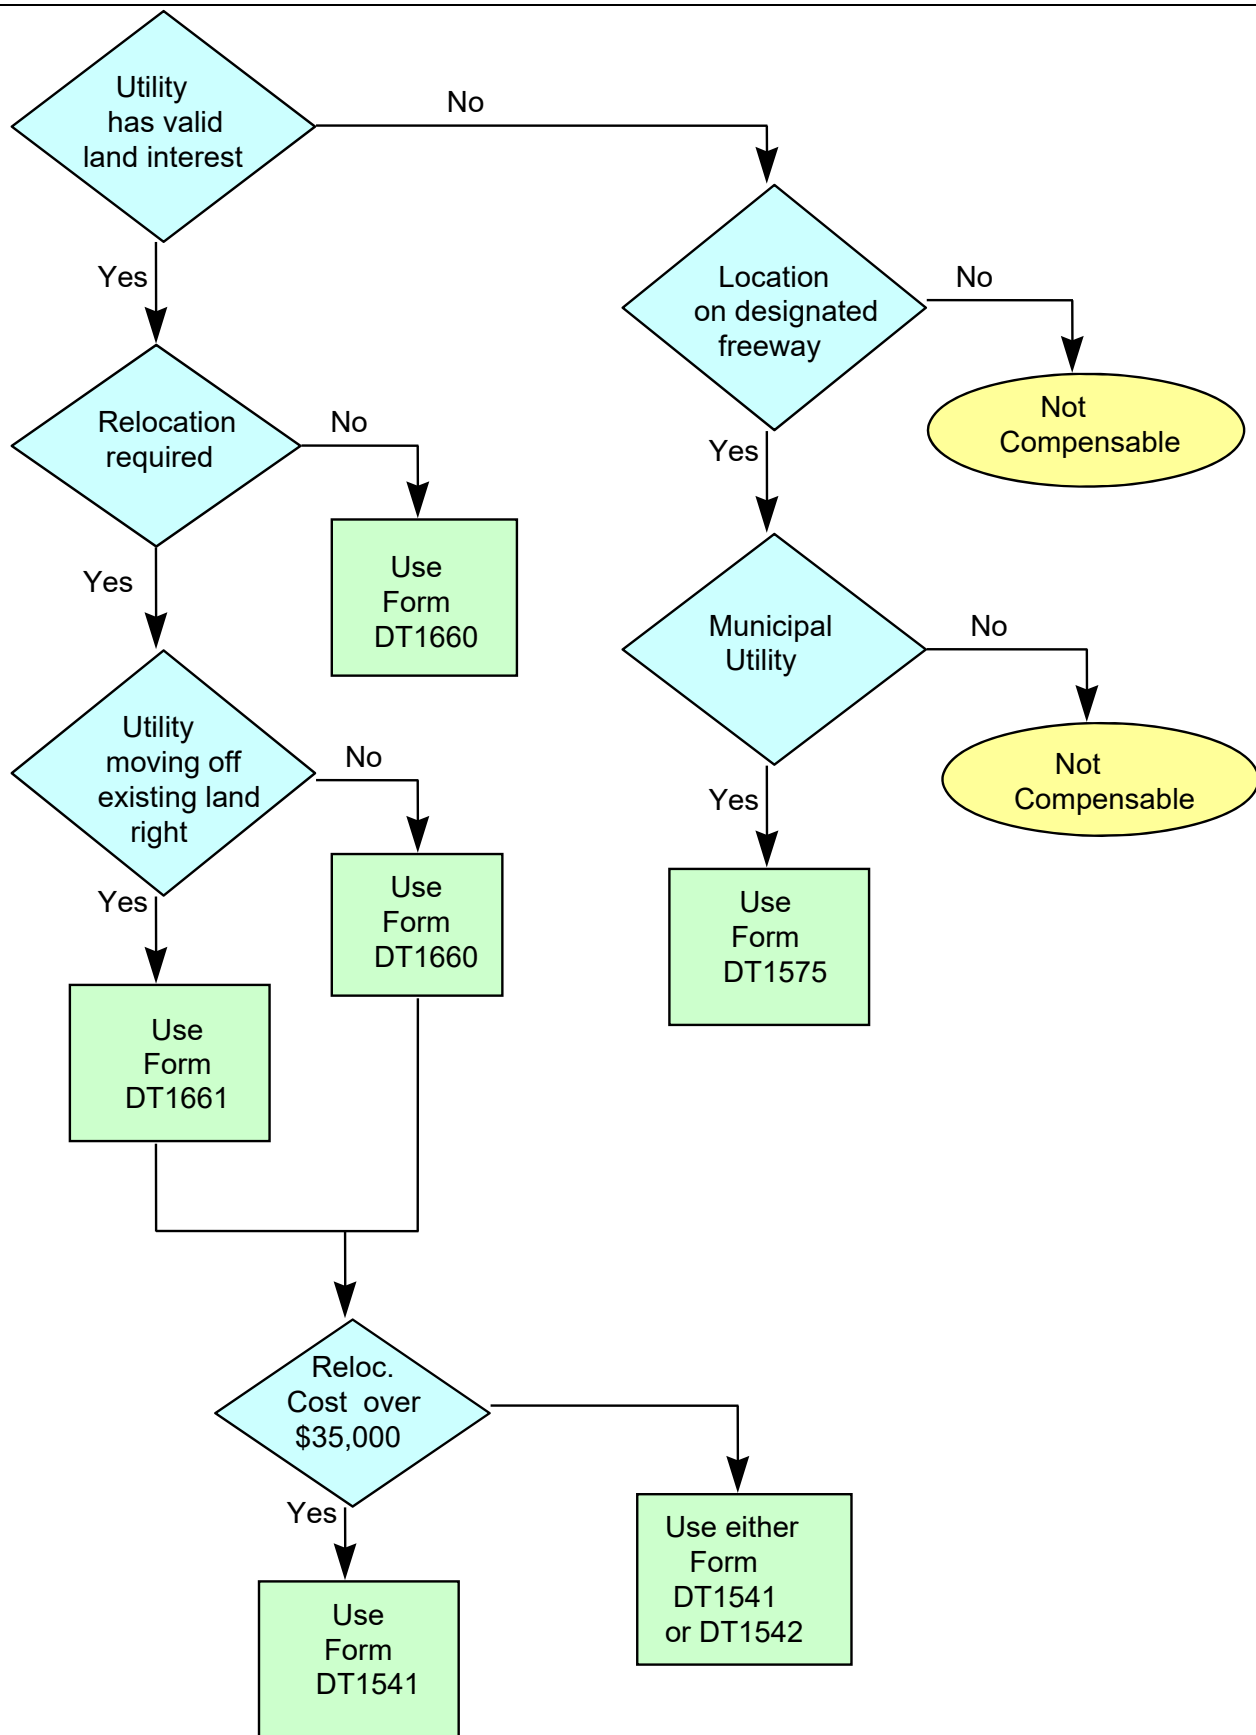 Utility
has valid
land interest
No
Yes
Location
on designated
freeway
No
Not
Compensable
Relocation
required
No
Yes
Use
Form
DT1660
Yes
Municipal
Utility
No
Not
Compensable
Utility
moving off
existing land
right
No
Yes
Use
Form
DT1660
Yes
Use
Form
DT1575
Use
Form
DT1661
Reloc.
Cost  over
$35,000
Yes
Use either
Form
DT1541
or DT1542
Use
Form
DT1541